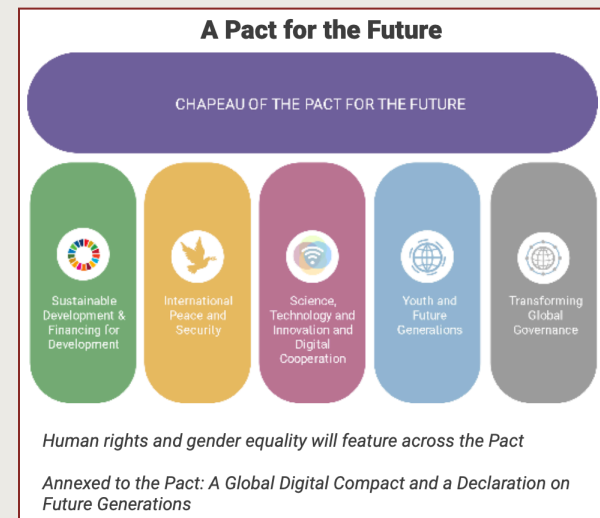 A Pact for the Future
CHAPEAU OF THE PACT FOR THE FUTURE
Sustainable
Development &
Financing for
Development
International
Peace and
Security
Science,
Technology and
Innovation and
Digital
Cooperation
Youth and
Future
Generations
Transforming
Global
Governance
Human rights and gender equality will feature across the Pact
Annexed to the Pact: A Global Digital Compact and a Declaration on
Future Generations